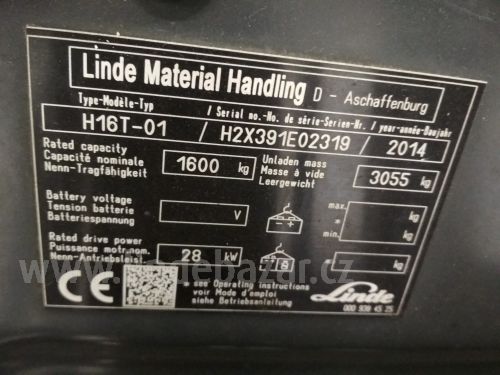 Linde Material Handling D - Aschaffenburg
Type-Modèle-Typ / Serial no.-No. de série-Serien-Nr. / year-année-Baujahr
H16T-01 / H2X391E02319 / 2014
Rated capacity
Capacité nominale
Nenn-Tragfähigkeit
1600 kg
Unladen mass
Masse à vide
Leergewicht
3055 kg
Battery voltage
Tension batterie
Batteriespannung
V
- +
max.
=
min.
kg
kg
Rated drive power
Puissance motr.nom.
Nenn-Antriebsleist.
28 kW
kg
CE
* see Operating instructions
voir Mode d'emploi
siehe Betriebsanleitung
Linde
000 938 45 25